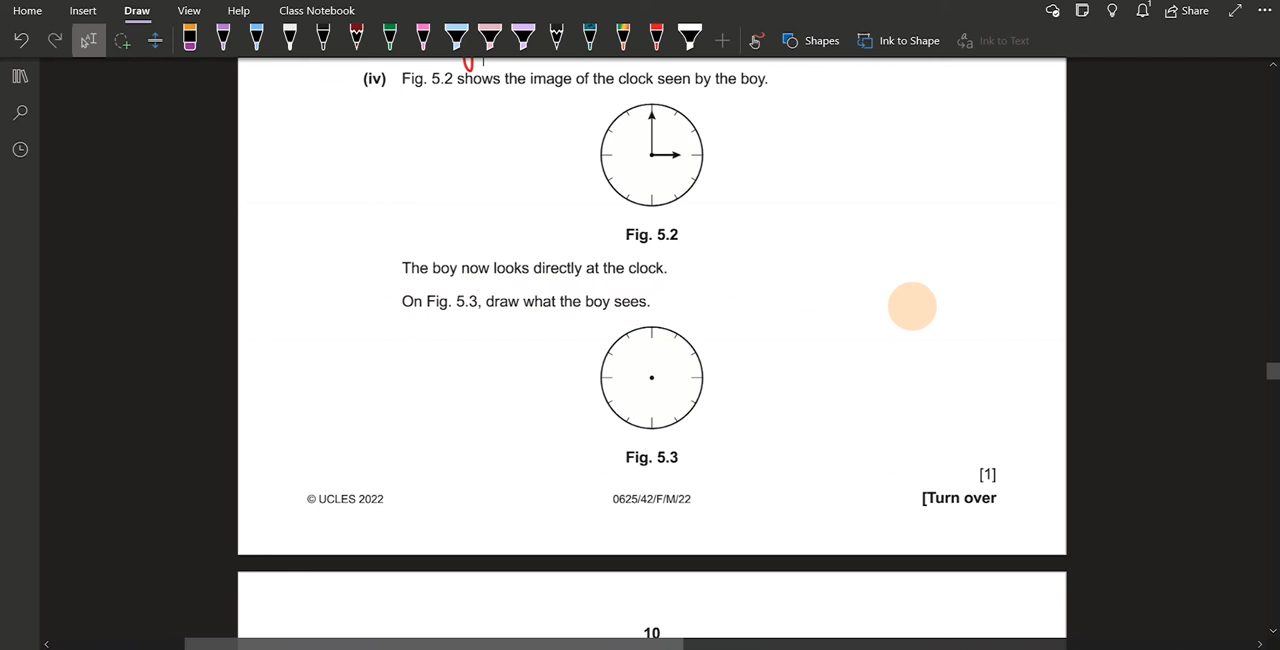 Home Insert Draw View Help Class Notebook
Share
Shapes Ink to Shape Ink to Text
(iv) Fig. 5.2 shows the image of the clock seen by the boy.
Fig. 5.2
The boy now looks directly at the clock.
On Fig. 5.3, draw what the boy sees.
Fig. 5.3
[1]
© UCLES 2022 0625/42/F/M/22 [Turn over
10